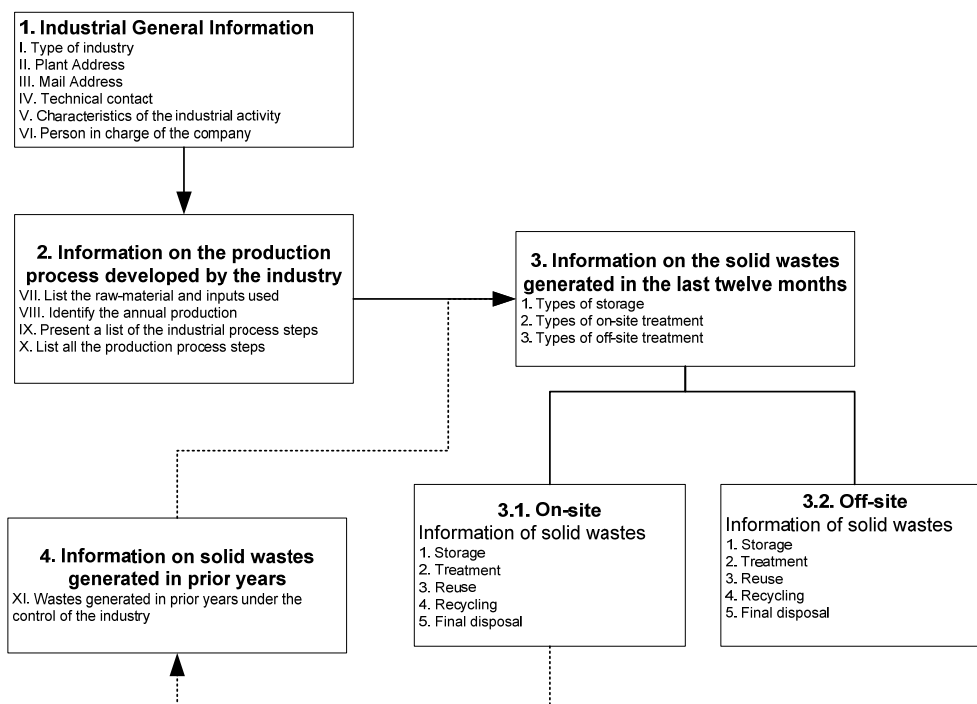 1. Industrial General Information
I. Type of industry
II. Plant Address
III. Mail Address
IV. Technical contact
V. Characteristics of the industrial activity
VI. Person in charge of the company
2. Information on the production
process developed by the industry
VII. List the raw-material and inputs used
VIII. Identify the annual production
IX. Present a list of the industrial process steps
X. List all the production process steps
3. Information on the solid wastes
generated in the last twelve months
1. Types of storage
2. Types of on-site treatment
3. Types of off-site treatment
4. Information on solid wastes
generated in prior years
XI. Wastes generated in prior years under the
control of the industry
3.1. On-site
Information of solid wastes
1. Storage
2. Treatment
3. Reuse
4. Recycling
5. Final disposal
3.2. Off-site
Information of solid wastes
1. Storage
2. Treatment
3. Reuse
4. Recycling
5. Final disposal